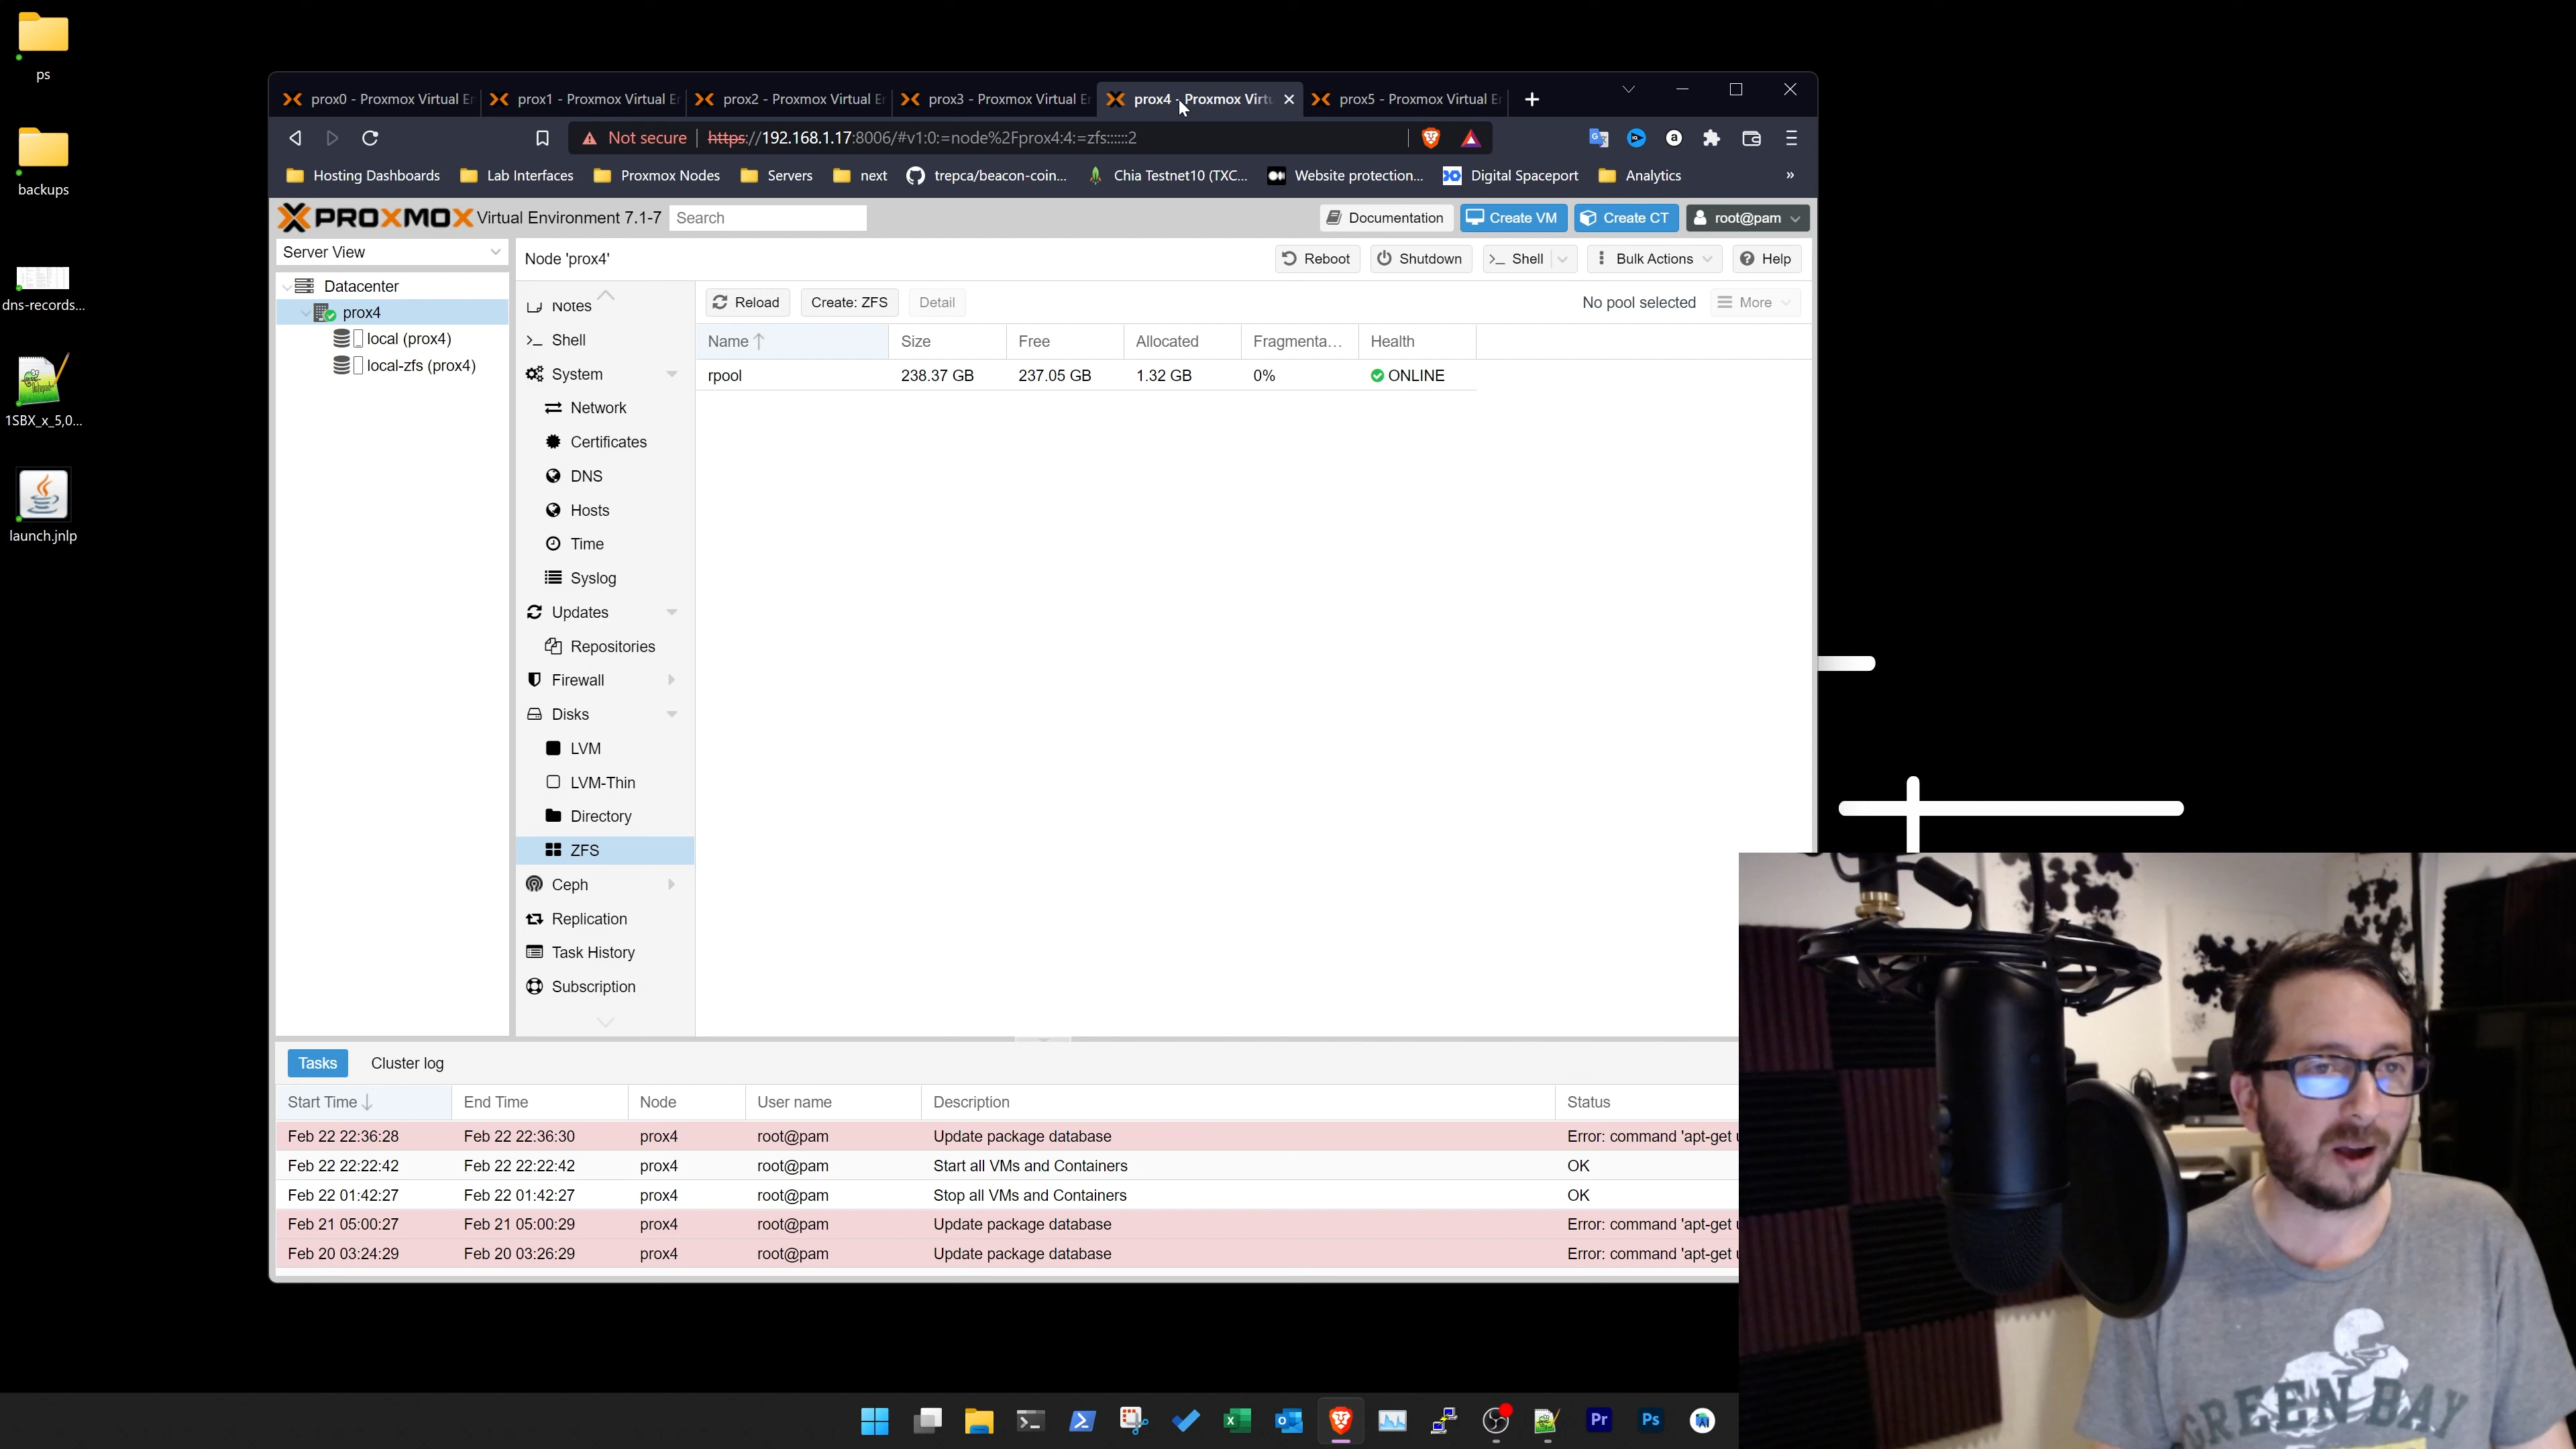 ps
backups
dns-records...
1SBX_x_5,0...
launch.jnlp
prox0 - Proxmox Virtual E
prox1 - Proxmox Virtual E
prox2 - Proxmox Virtual E
prox3 - Proxmox Virtual E
prox4 - Proxmox Virtu
prox5 - Proxmox Virtual E
Not secure
https://192.168.1.17:8006/#v1:0:=node%2Fprox4:4:=zfs::::::2
Hosting Dashboards
Lab Interfaces
Proxmox Nodes
Servers
next
trepca/beacon-coin...
Chia Testnet10 (TXC...
Website protection...
Digital Spaceport
Analytics
»
PROXMOX Virtual Environment 7.1-7
Search
Documentation
Create VM
Create CT
root@pam
Server View
Datacenter
prox4
local (prox4)
local-zfs (prox4)
Node 'prox4'
Reboot
Shutdown
Shell
Bulk Actions
Help
Notes
Shell
System
Network
Certificates
DNS
Hosts
Time
Syslog
Updates
Repositories
Firewall
Disks
LVM
LVM-Thin
Directory
ZFS
Ceph
Replication
Task History
Subscription
Reload
Create: ZFS
Detail
No pool selected
More
Name Size Free Allocated Fragmenta... Health
rpool 238.37 GB 237.05 GB 1.32 GB 0% ONLINE
Tasks
Cluster log
Start Time End Time Node User name Description Status
Feb 22 22:36:28 Feb 22 22:36:30 prox4 root@pam Update package database Error: command 'apt-get
Feb 22 22:22:42 Feb 22 22:22:42 prox4 root@pam Start all VMs and Containers OK
Feb 22 01:42:27 Feb 22 01:42:27 prox4 root@pam Stop all VMs and Containers OK
Feb 21 05:00:27 Feb 21 05:00:29 prox4 root@pam Update package database Error: command 'apt-get
Feb 20 03:24:29 Feb 20 03:26:29 prox4 root@pam Update package database Error: command 'apt-get
Pr
Ps
GREEN BAY